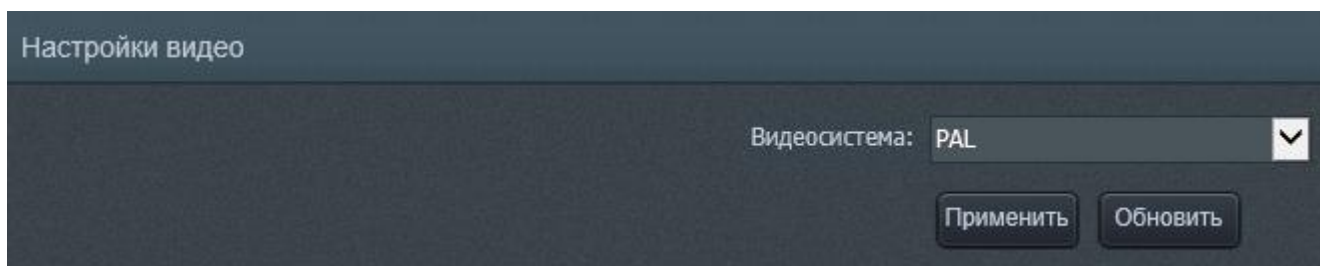 Настройки видео
Видеосистема: PAL
Применить Обновить